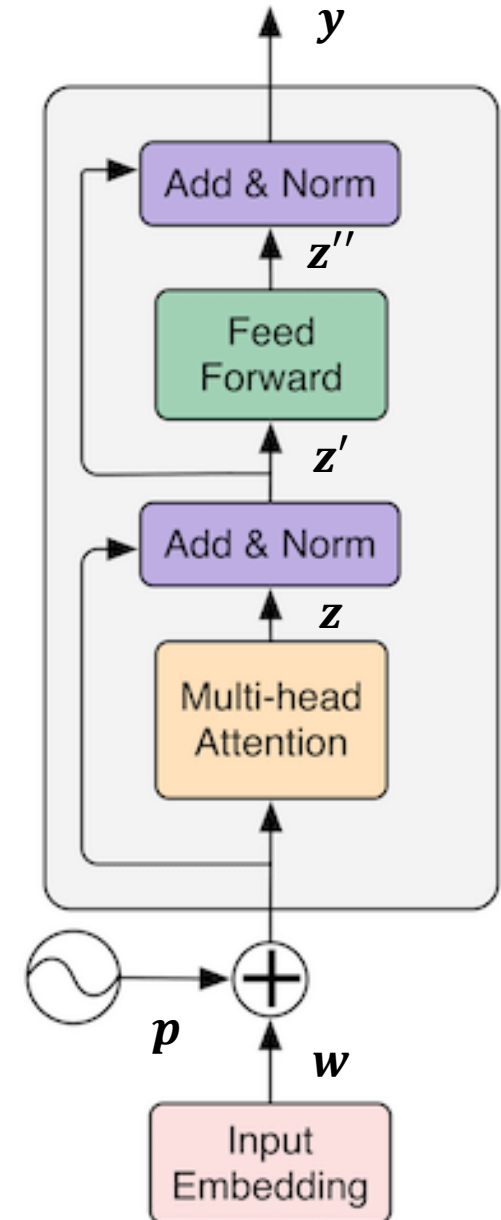 y
Add & Norm
z''
Feed
Forward
z'
Add & Norm
z
Multi-head
Attention
p
w
Input
Embedding